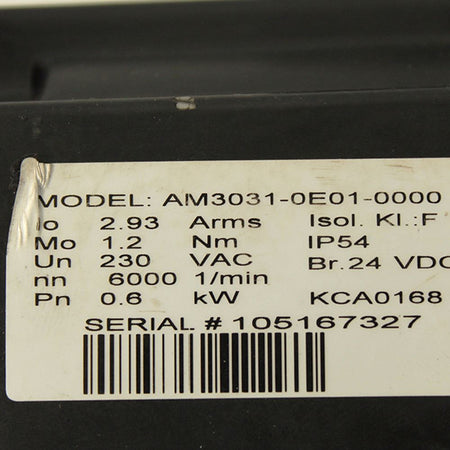 MODEL: AM3031-0E01-0000
Io 2.93 Arms Isol. Kl.:F
Mo 1.2 Nm IP54
Un 230 VAC Br.24 VDC
nn 6000 1/min
Pn 0.6 kW KCA0168
SERIAL # 105167327